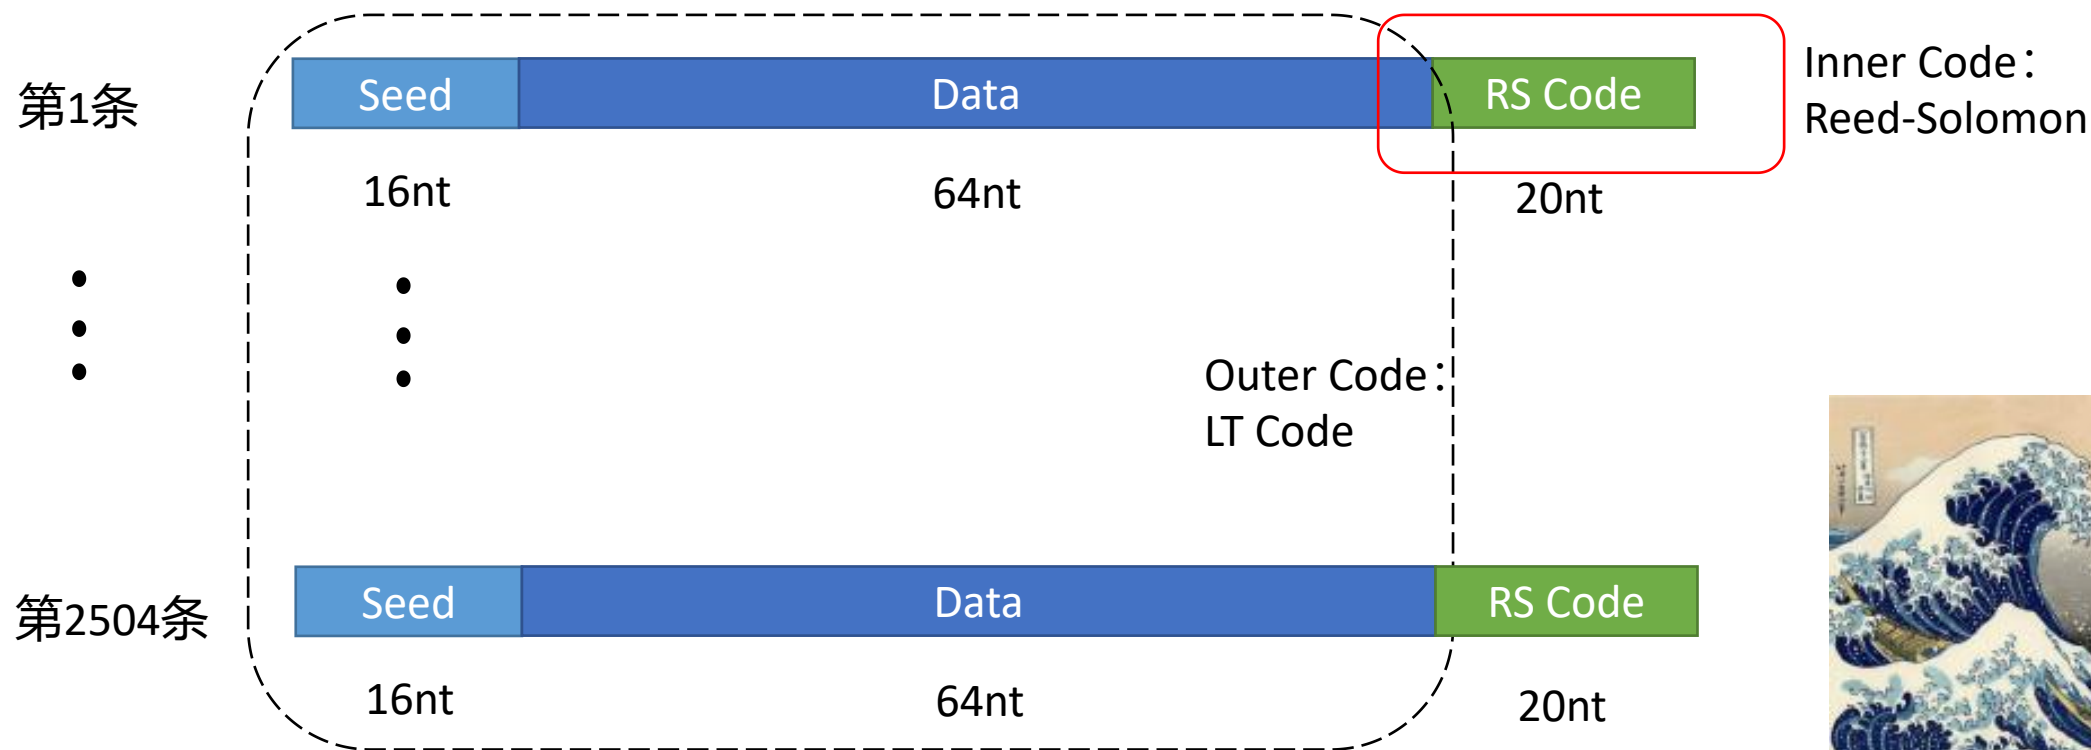 第1条
Seed
Data
RS Code
Inner Code：
Reed-Solomon
16nt
64nt
20nt
Outer Code：
LT Code
第2504条
Seed
Data
RS Code
16nt
64nt
20nt